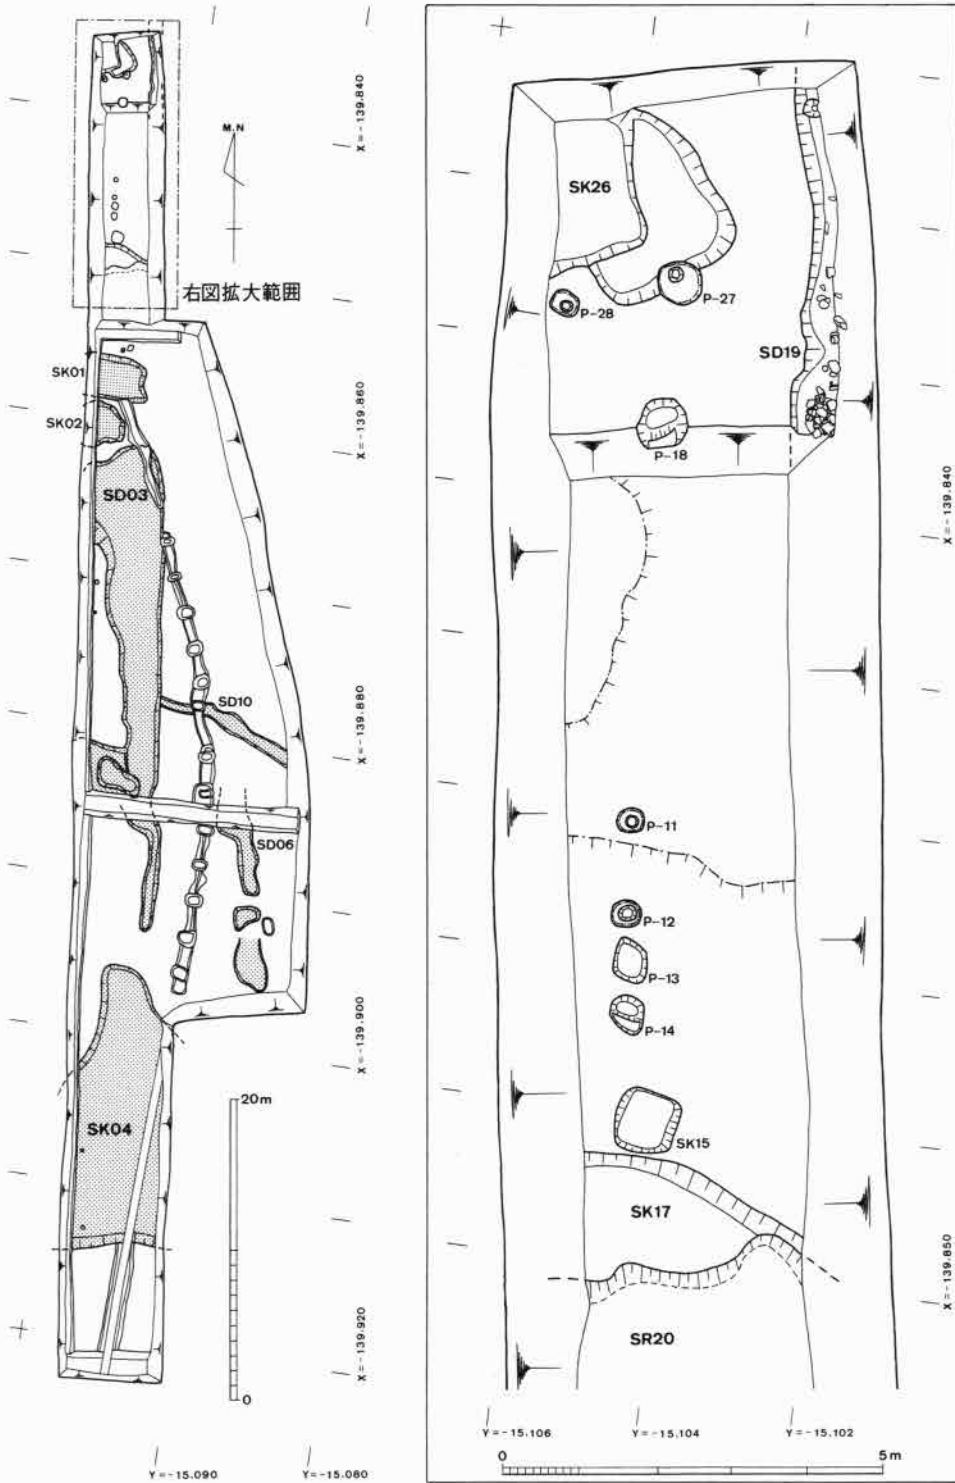 X=-139.840
M.N
右図拡大範囲
SK01
SK02
X=-139.860
SD03
SD10
X=-139.880
SD06
X=-139.900
SK04
20m
0
X=-139.920
Y=-15.090
Y=-15.080
SK26
P-28
P-27
SD19
P-18
X=-139.840
P-11
P-12
P-13
P-14
SK15
SK17
X=-139.850
SR20
Y=-15.106
Y=-15.104
Y=-15.102
0
5m